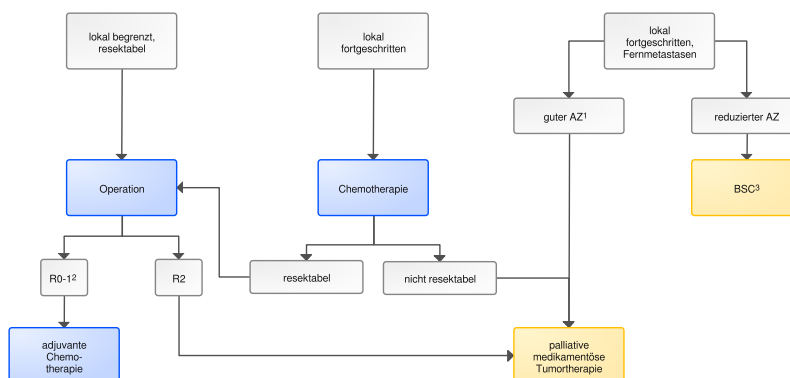 lokal begrenzt,
resektabel
lokal
fortgeschritten
lokal
fortgeschritten,
Fernmetastasen
guter AZ¹
reduzierter AZ
Operation
Chemotherapie
BSC³
R0-1²
R2
resektabel
nicht resektabel
adjuvante
Chemo-
therapie
palliative
medikamentöse
Tumortherapie